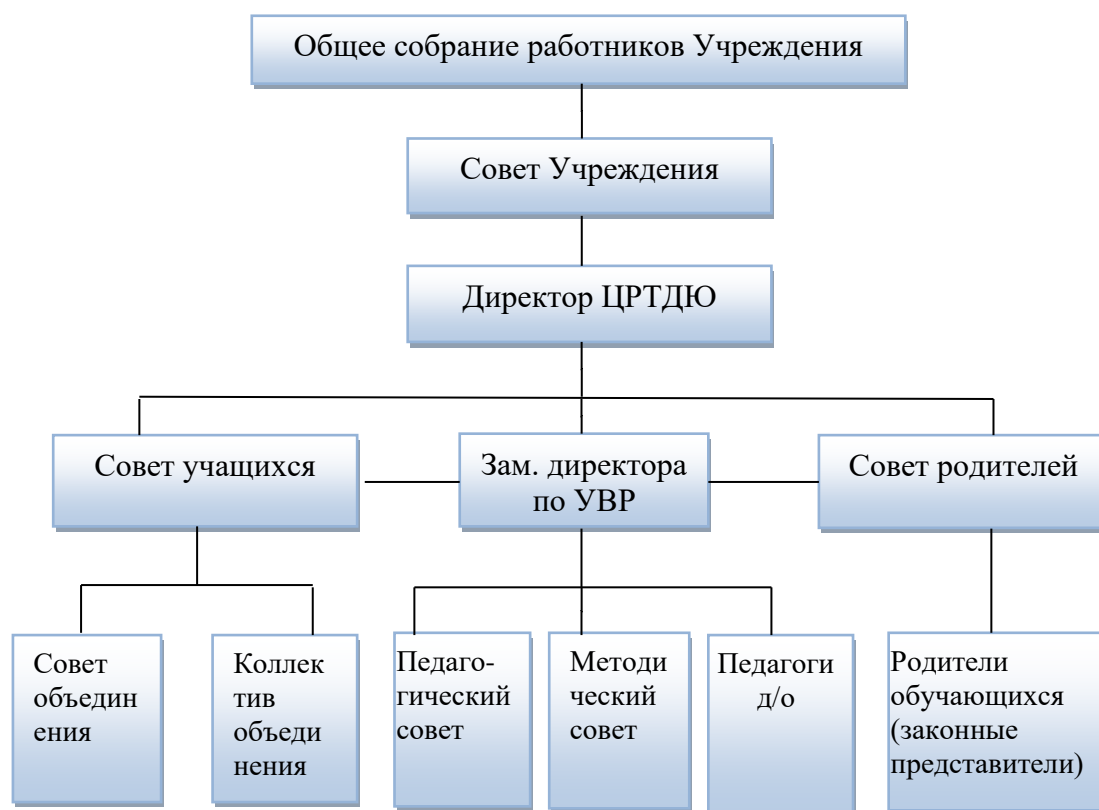 Общее собрание работников Учреждения
Совет Учреждения
Директор ЦРТДЮ
Совет учащихся
Зам. директора
по УВР
Совет родителей
Совет
объедин
ения
Коллек
тив
объеди
нения
Педаго-
гический
совет
Методи
ческий
совет
Педагоги
д/о
Родители
обучающихся
(законные
представители)